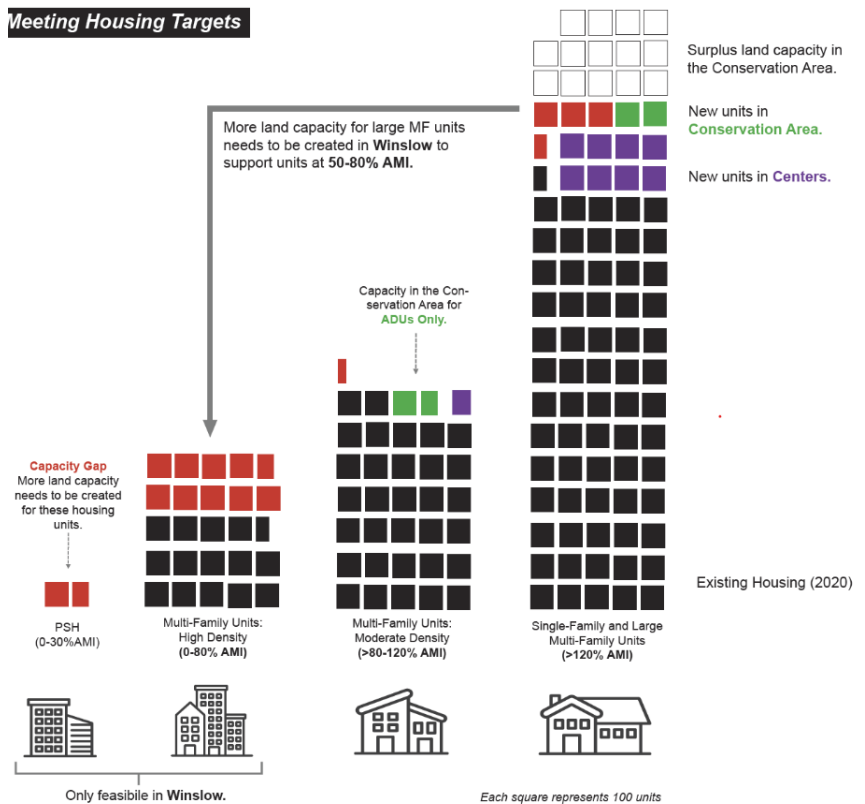 Meeting Housing Targets
Surplus land capacity in
the Conservation Area.
New units in
Conservation Area.
More land capacity for large MF units
needs to be created in Winslow to
support units at 50-80% AMI.
New units in Centers.
Capacity in the Con-
servation Area for
ADUs Only.
Capacity Gap
More land capacity
needs to be created
for these housing
units.
Existing Housing (2020)
PSH
(0-30%AMI)
Multi-Family Units:
High Density
(0-80% AMI)
Multi-Family Units:
Moderate Density
(>80-120% AMI)
Single-Family and Large
Multi-Family Units
(>120% AMI)
Only feasibile in Winslow.
Each square represents 100 units